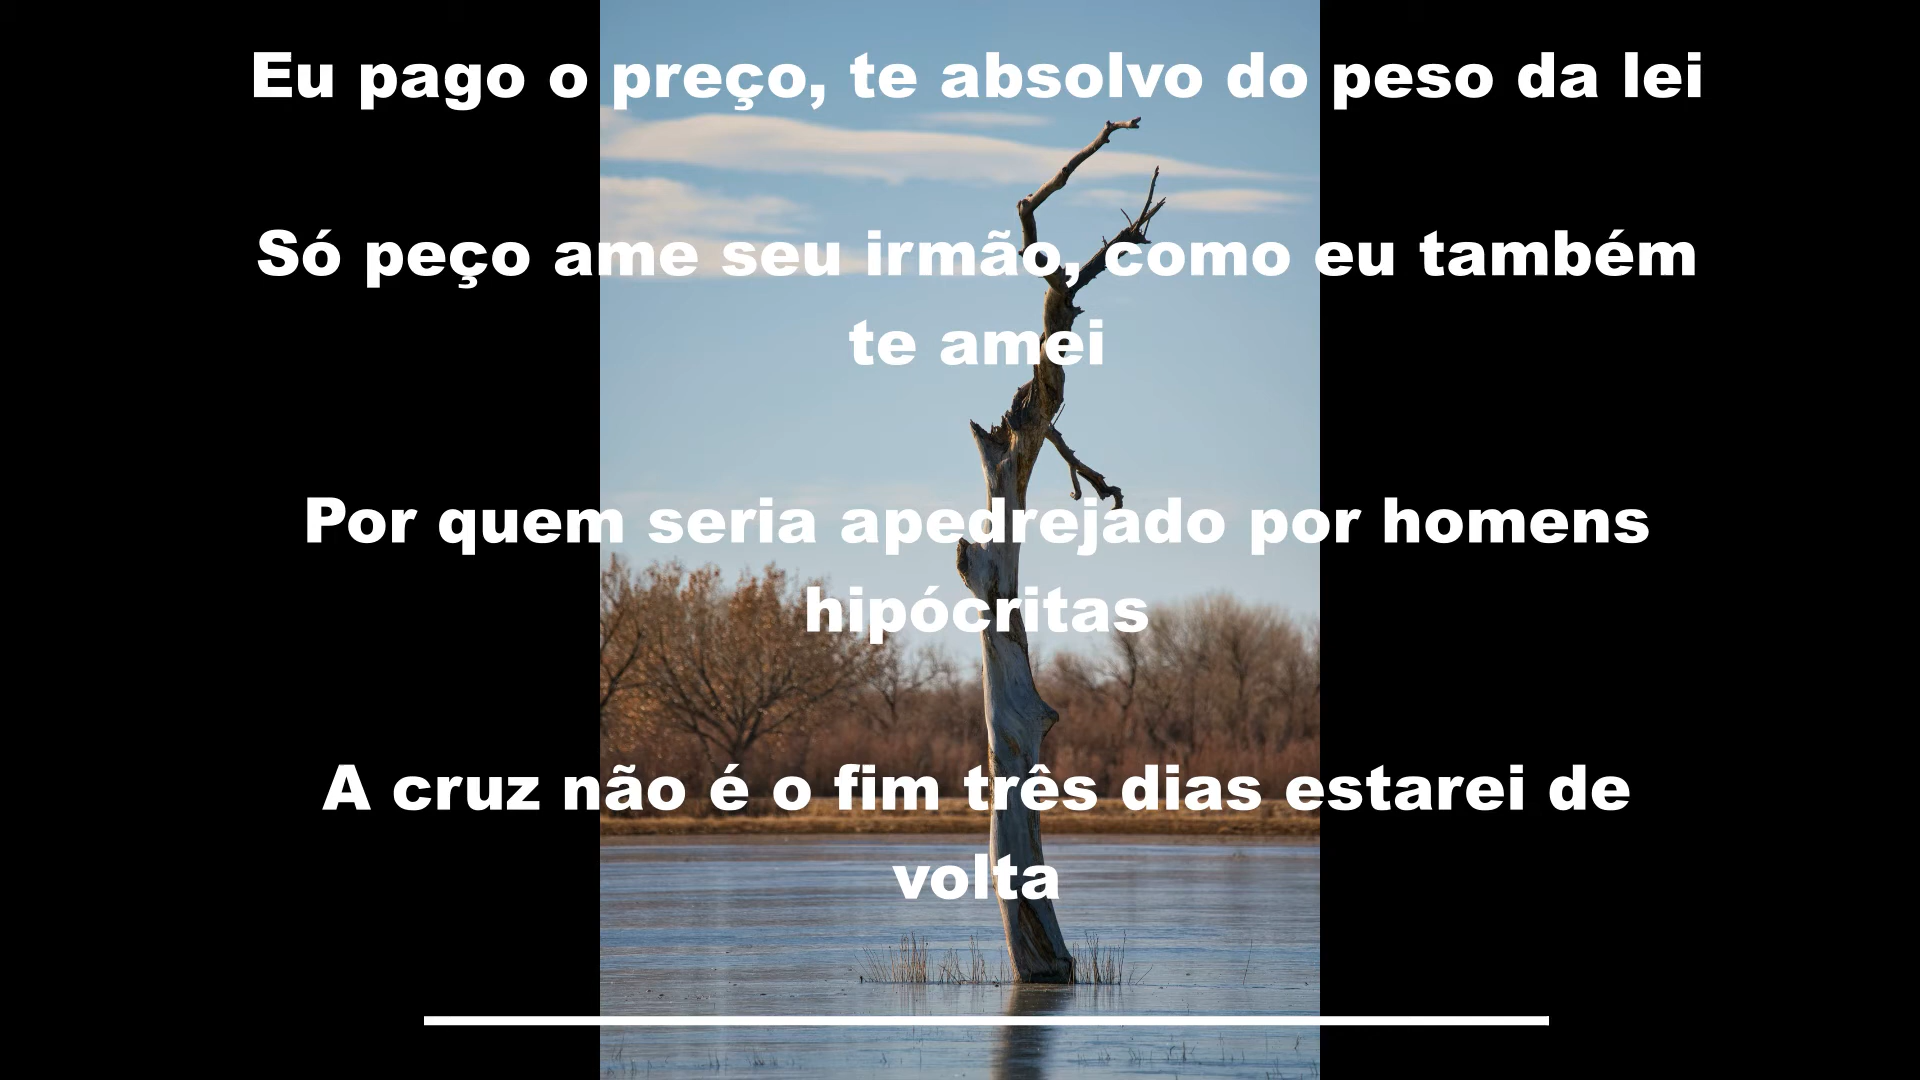 Eu pago o preço, te absolvo do peso da lei
Só peço ame seu irmão, como eu também
te amei
Por quem seria apedrejado por homens
hipócritas
A cruz não é o fim três dias estarei de
volta